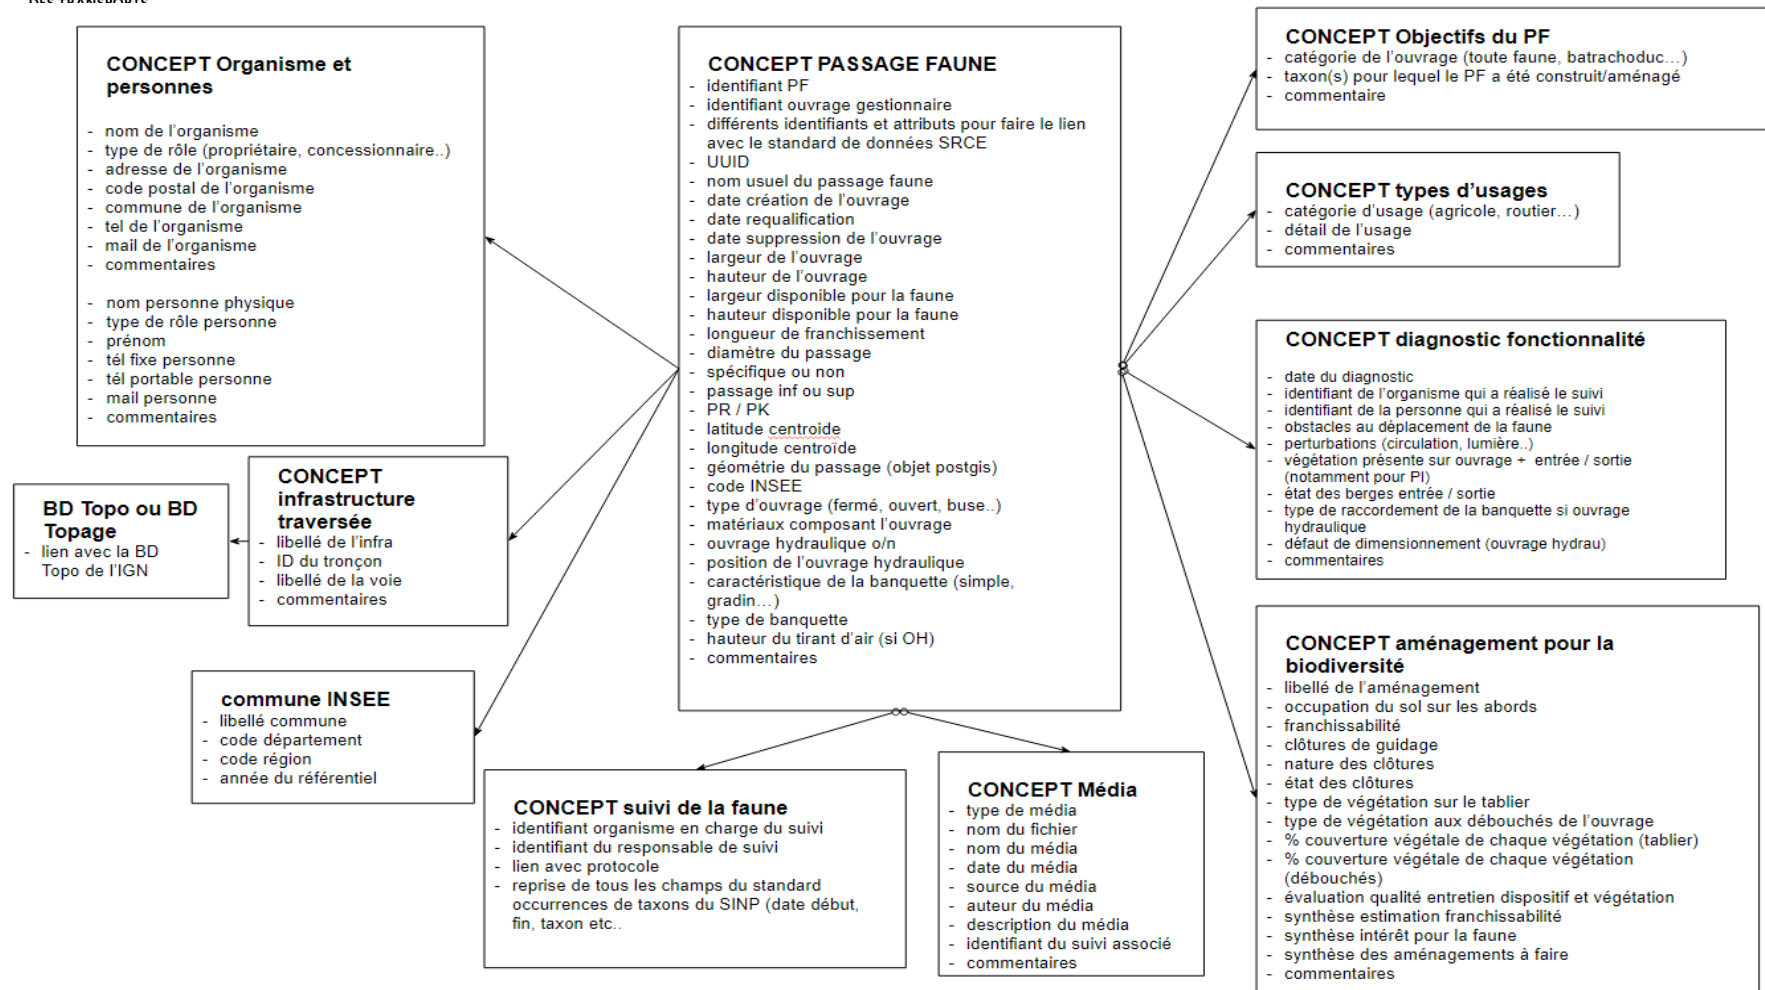 DES TRANSPORTS
CONCEPT Organisme et
personnes
- nom de l'organisme
- type de rôle (propriétaire, concessionnaire..)
- adresse de l'organisme
- code postal de l'organisme
- commune de l'organisme
- tel de l'organisme
- mail de l'organisme
- commentaires
- nom personne physique
- type de rôle personne
- prénom
- tél fixe personne
- tél portable personne
- mail personne
- commentaires
CONCEPT
infrastructure
traversée
- libellé de l'infra
- ID du tronçon
- libellé de la voie
- commentaires
BD Topo ou BD
Topage
- lien avec la BD
Topo de l'IGN
commune INSEE
- libellé commune
- code département
- code région
- année du référentiel
CONCEPT PASSAGE FAUNE
- identifiant PF
- identifiant ouvrage gestionnaire
- différents identifiants et attributs pour faire le lien
avec le standard de données SRCE
- UUID
- nom usuel du passage faune
- date création de l'ouvrage
- date requalification
- date suppression de l'ouvrage
- largeur de l'ouvrage
- hauteur de l'ouvrage
- largeur disponible pour la faune
- hauteur disponible pour la faune
- longueur de franchissement
- diamètre du passage
- spécifique ou non
- passage inf ou sup
- PR / PK
- latitude centroide
- longitude centroïde
- géométrie du passage (objet postgis)
- code INSEE
- type d'ouvrage (fermé, ouvert, buse..)
- matériaux composant l'ouvrage
- ouvrage hydraulique o/n
- position de l'ouvrage hydraulique
- caractéristique de la banquette (simple,
gradin…)
- type de banquette
- hauteur du tirant d'air (si OH)
- commentaires
CONCEPT suivi de la faune
- identifiant organisme en charge du suivi
- identifiant du responsable de suivi
- lien avec protocole
- reprise de tous les champs du standard
occurrences de taxons du SINP (date début,
fin, taxon etc..
CONCEPT Média
- type de média
- nom du fichier
- nom du média
- date du média
- source du média
- auteur du média
- description du média
- identifiant du suivi associé
- commentaires
CONCEPT Objectifs du PF
- catégorie de l'ouvrage (toute faune, batrachoduc…)
- taxon(s) pour lequel le PF a été construit/aménagé
- commentaire
CONCEPT types d'usages
- catégorie d'usage (agricole, routier…)
- détail de l'usage
- commentaires
CONCEPT diagnostic fonctionnalité
- date du diagnostic
- identifiant de l'organisme qui a réalisé le suivi
- identifiant de la personne qui a réalisé le suivi
- obstacles au déplacement de la faune
- perturbations (circulation, lumière..)
- végétation présente sur ouvrage + entrée / sortie
(notamment pour PI)
- état des berges entrée / sortie
- type de raccordement de la banquette si ouvrage
hydraulique
- défaut de dimensionnement (ouvrage hydrau)
- commentaires
CONCEPT aménagement pour la
biodiversité
- libellé de l'aménagement
- occupation du sol sur les abords
- franchissabilité
- clôtures de guidage
- nature des clôtures
- état des clôtures
- type de végétation sur le tablier
- type de végétation aux débouchés de l'ouvrage
- % couverture végétale de chaque végétation (tablier)
- % couverture végétale de chaque végétation
(débouchés)
- évaluation qualité entretien dispositif et végétation
- synthèse estimation franchissabilité
- synthèse intérêt pour la faune
- synthèse des aménagements à faire
- commentaires